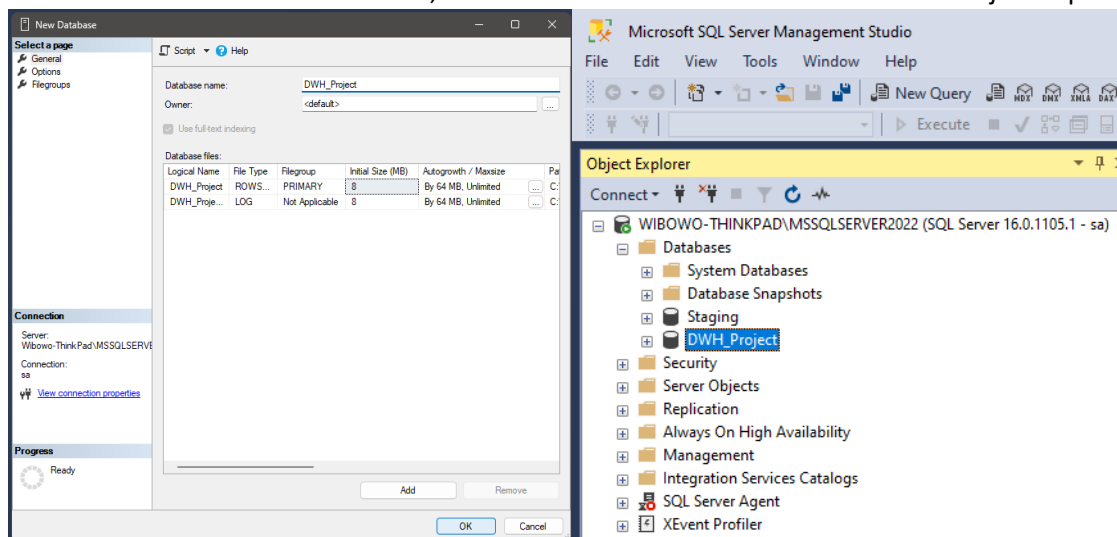 New Database
Select a page
General
Options
Filegroups
Script Help
Database name: DWH_Project
Owner: <default> ...
Use full-text indexing
Database files:
Logical Name File Type Filegroup Initial Size (MB) Autogrowth / Maxsize Pa
DWH_Project ROWS... PRIMARY 8 By 64 MB, Unlimited ... C:
DWH_Proje... LOG Not Applicable 8 By 64 MB, Unlimited ... C:
Connection
Server:
Wibowo-ThinkPad\MSSQLSERVE
Connection:
sa
View connection properties
Progress
Ready
Add Remove
OK Cancel
Microsoft SQL Server Management Studio
File Edit View Tools Window Help
New Query MDX DMX XMLA DAX
Execute
Object Explorer
Connect
WIBOWO-THINKPAD\MSSQLSERVER2022 (SQL Server 16.0.1105.1 - sa)
Databases
System Databases
Database Snapshots
Staging
DWH_Project
Security
Server Objects
Replication
Always On High Availability
Management
Integration Services Catalogs
SQL Server Agent
XEvent Profiler